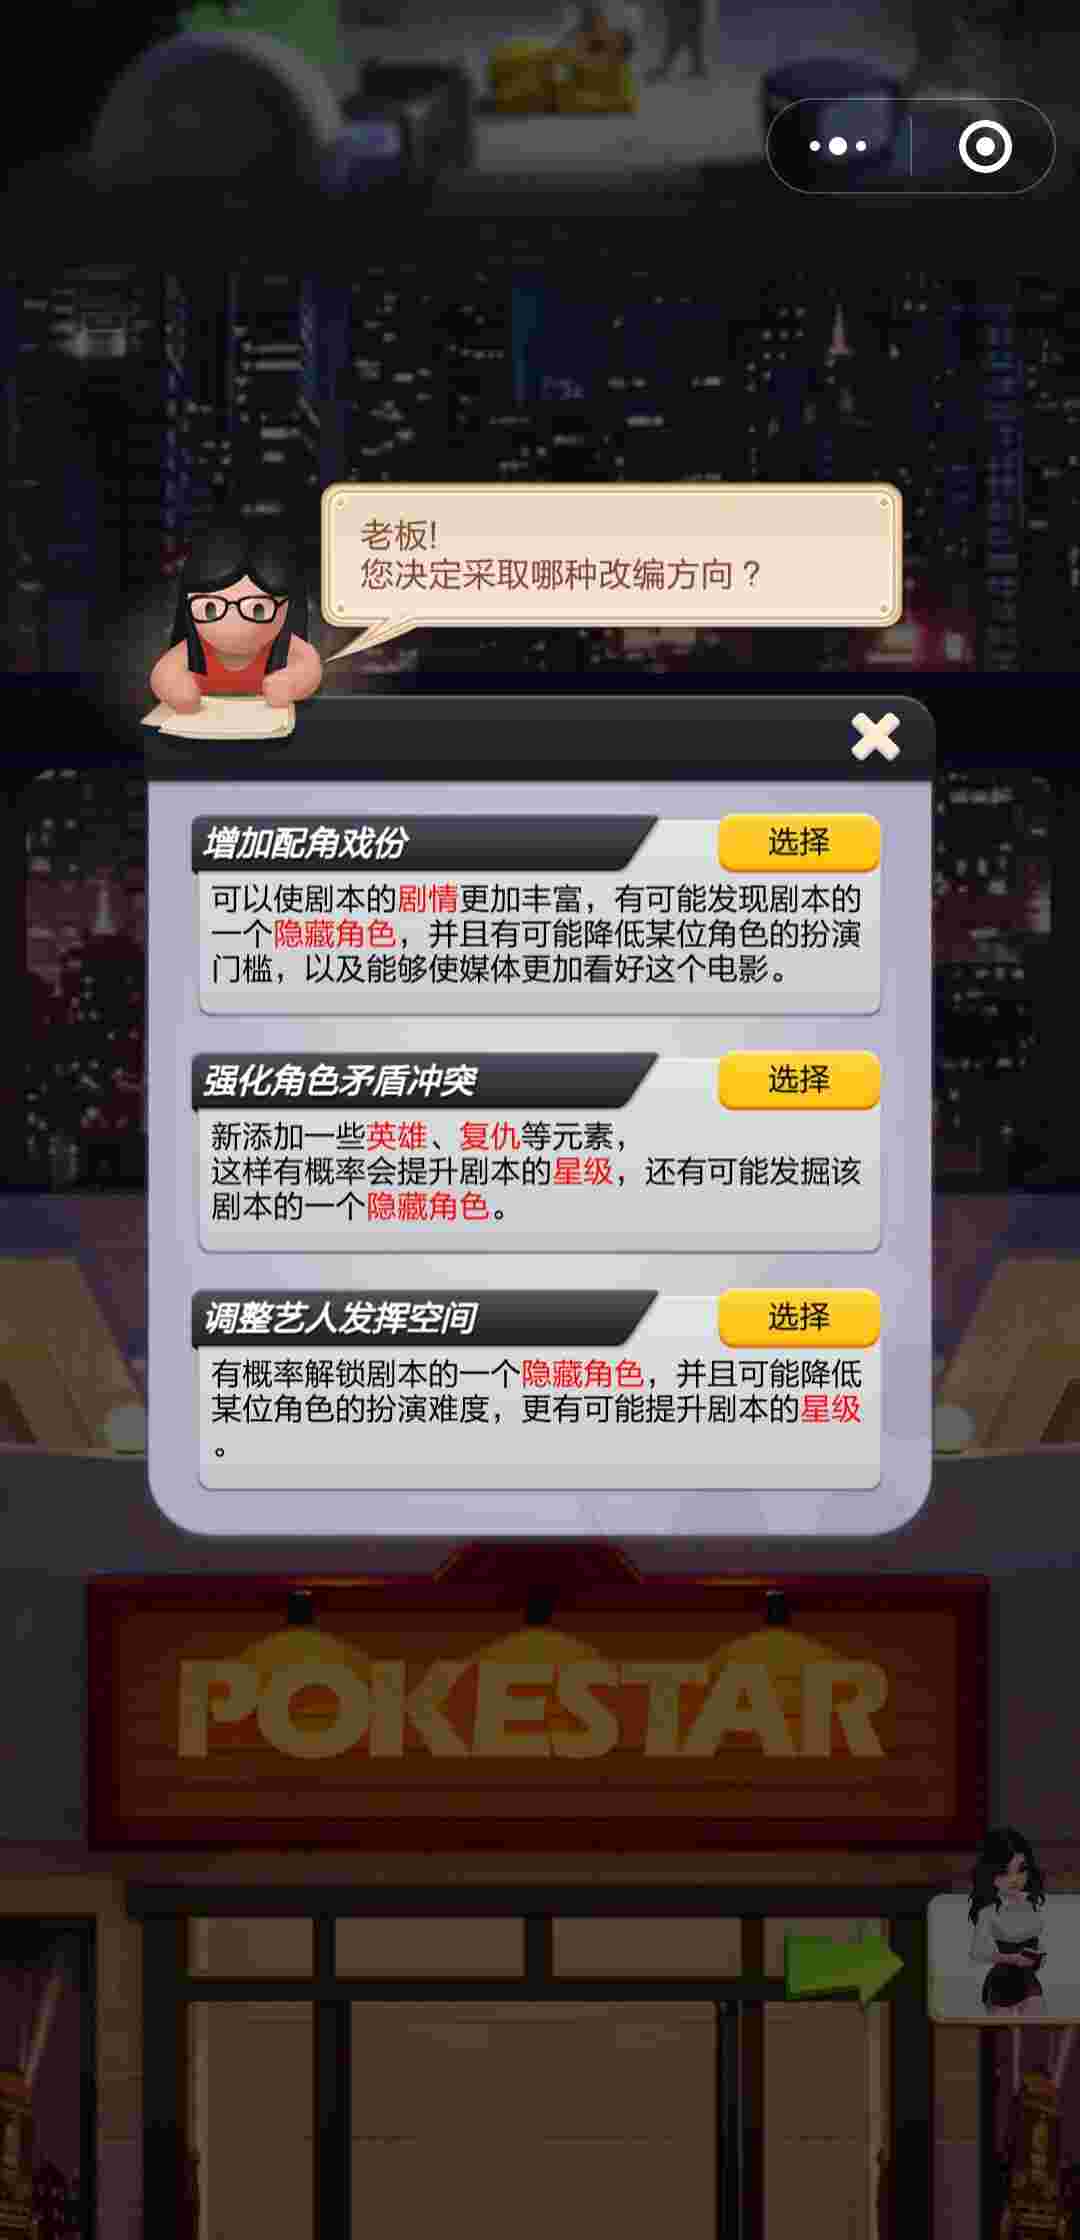 老板!
您决定采取哪种改编方向？
增加配角戏份
选择
可以使剧本的剧情更加丰富，有可能发现剧本的
一个隐藏角色，并且有可能降低某位角色的扮演
门槛，以及能够使媒体更加看好这个电影。
强化角色矛盾冲突
选择
新添加一些英雄、复仇等元素，
这样有概率会提升剧本的星级，还有可能发掘该
剧本的一个隐藏角色。
调整艺人发挥空间
选择
有概率解锁剧本的一个隐藏角色，并且可能降低
某位角色的扮演难度，更有可能提升剧本的星级
。
POKESTAR